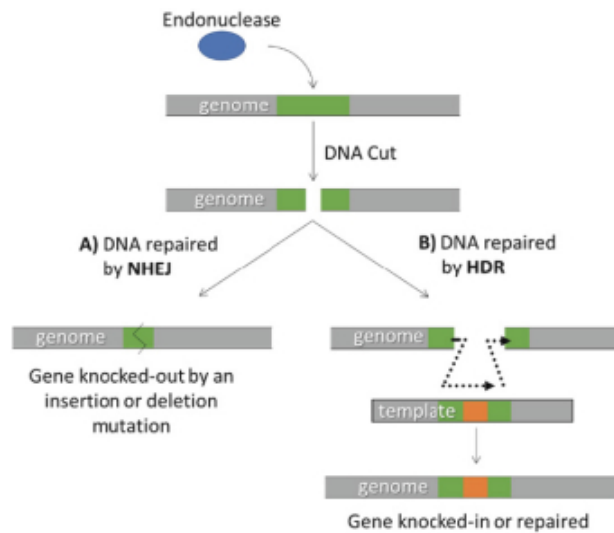 Endonuclease
genome
DNA Cut
genome
A) DNA repaired
by NHEJ
B) DNA repaired
by HDR
genome
Gene knocked-out by an
insertion or deletion
mutation
genome
template
genome
Gene knocked-in or repaired